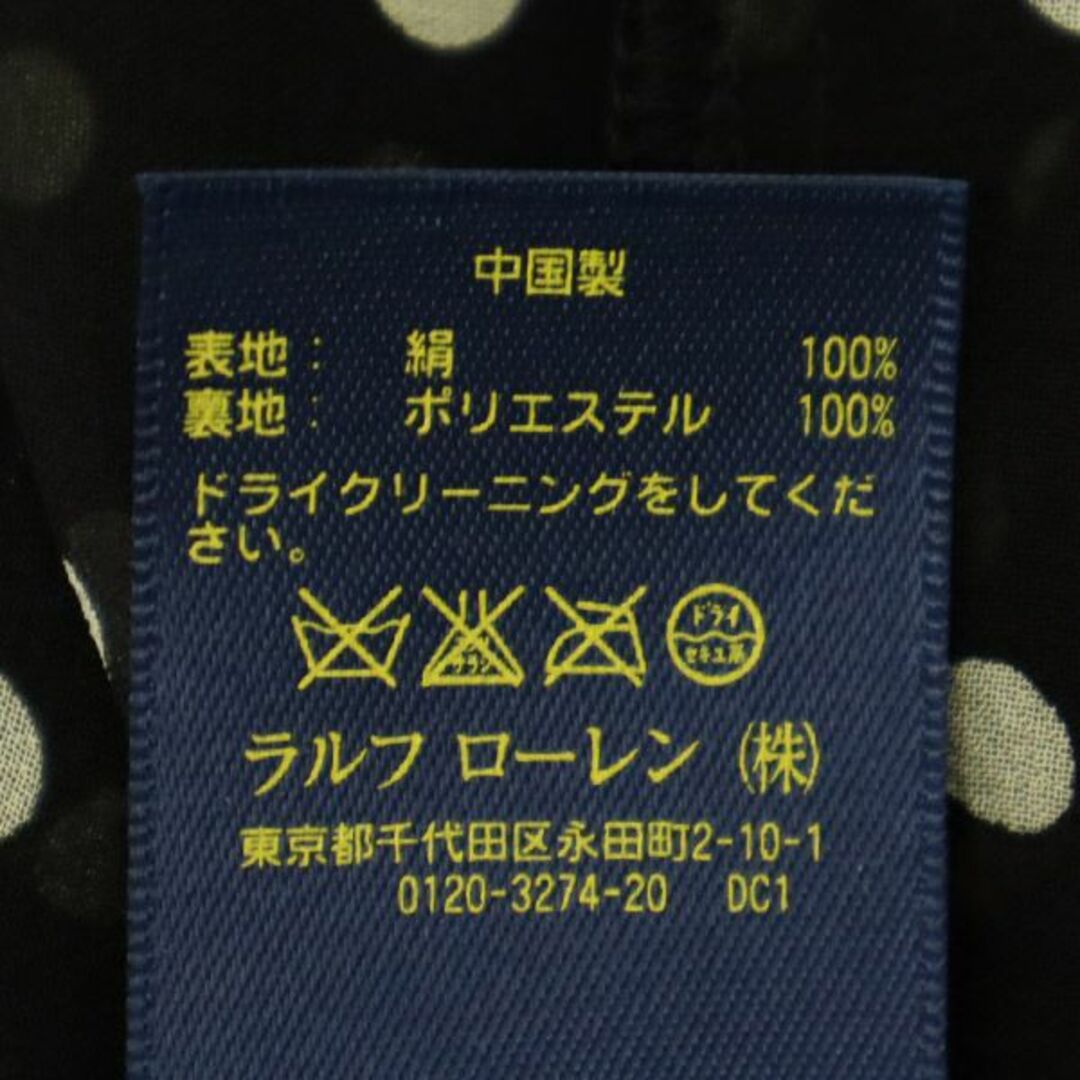 中国製
表地: 絹 100%
裏地: ポリエステル 100%
ドライクリーニングをしてくだ
さい。
ドライ
セキユ系
ラルフ ローレン (株)
東京都千代田区永田町2-10-1
0120-3274-20 DC1